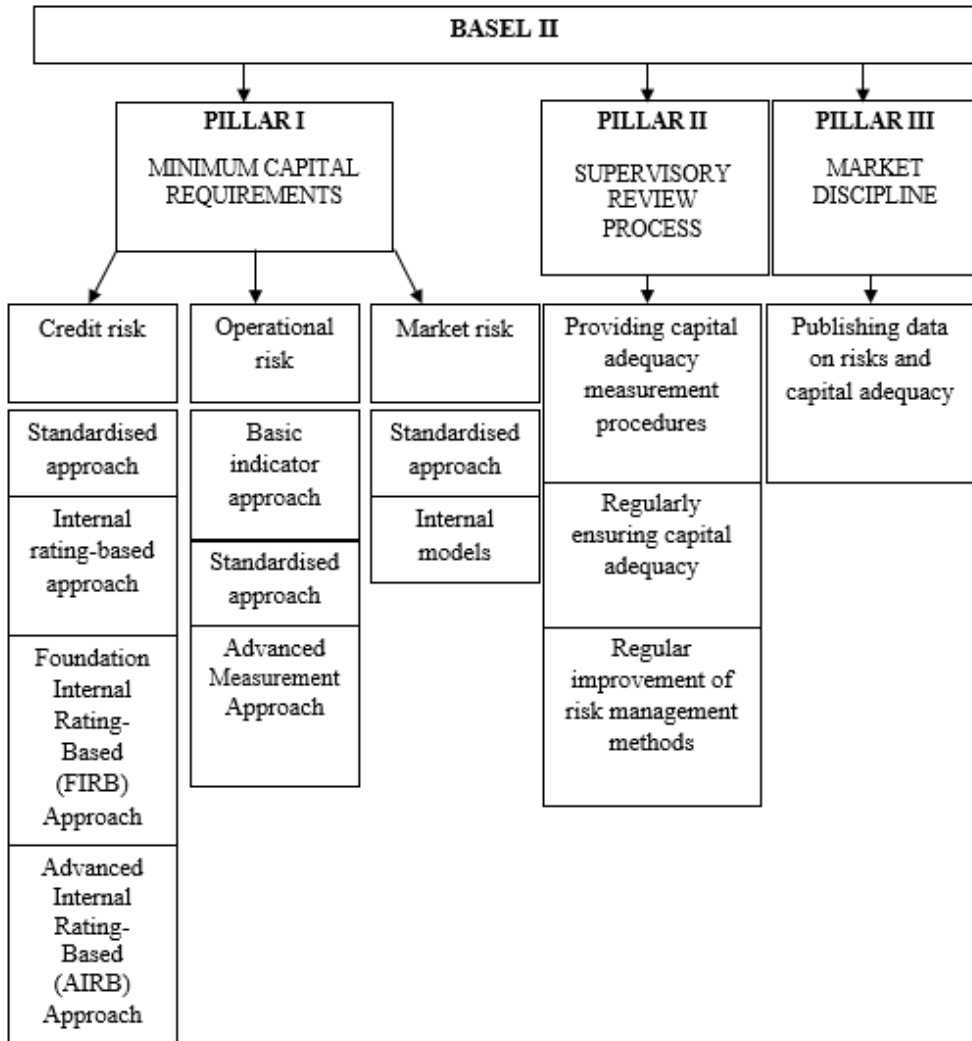 BASEL II
PILLAR I
MINIMUM CAPITAL
REQUIREMENTS
PILLAR II
SUPERVISORY
REVIEW
PROCESS
PILLAR III
MARKET
DISCIPLINE
Credit risk
Standardised
approach
Internal
rating-based
approach
Foundation
Internal
Rating-
Based
(FIRB)
Approach
Advanced
Internal
Rating-
Based
(AIRB)
Approach
Operational
risk
Basic
indicator
approach
Standardised
approach
Advanced
Measurement
Approach
Market risk
Standardised
approach
Internal
models
Providing capital
adequacy
measurement
procedures
Regularly
ensuring capital
adequacy
Regular
improvement of
risk management
methods
Publishing data
on risks and
capital adequacy